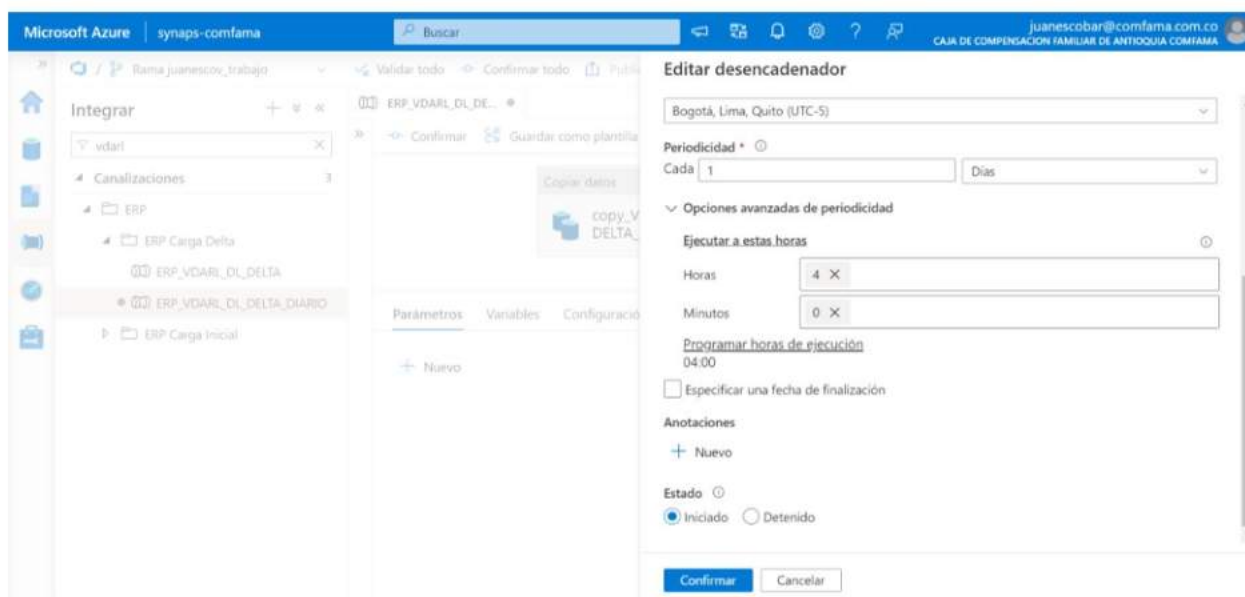 Microsoft Azure | synaps-comfama
Buscar
juanescobar@comfama.com.co
CAJA DE COMPENSACION FAMILIAR DE ANTIOQUIA COMFAMA
/ Rama juanescov_trabajo
Validar todo Confirmar todo Publi
Integrar
vdarl
Canalizaciones 3
ERP
ERP Carga Delta
ERP_VDARL_DL_DELTA
ERP_VDARL_DL_DELTA_DIARIO
ERP Carga Inicial
ERP_VDARL_DL_DE...
Confirmar Guardar como plantilla
Copiar datos
copy_V
DELTA_
Parámetros Variables Configuració
+ Nuevo
Editar desencadenador
Bogotá, Lima, Quito (UTC-5)
Periodicidad *
Cada 1 Días
Opciones avanzadas de periodicidad
Ejecutar a estas horas
Horas 4 ×
Minutos 0 ×
Programar horas de ejecución
04:00
Especificar una fecha de finalización
Anotaciones
+ Nuevo
Estado
Iniciado Detenido
Confirmar Cancelar